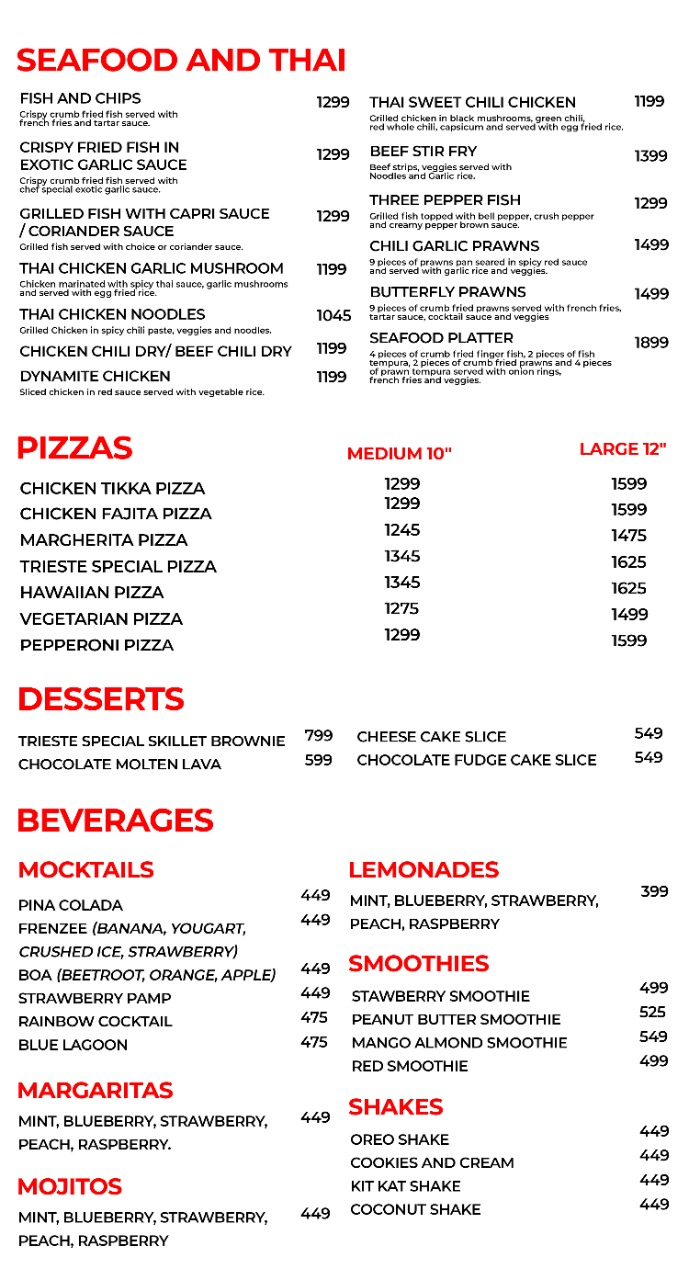 SEAFOOD AND THAI
FISH AND CHIPS 1299
Crispy crumb fried fish served with
french fries and tartar sauce.
CRISPY FRIED FISH IN
EXOTIC GARLIC SAUCE 1299
Crispy crumb fried fish served with
chef special exotic garlic sauce.
GRILLED FISH WITH CAPRI SAUCE 1299
/ CORIANDER SAUCE
Grilled fish served with choice or coriander sauce.
THAI CHICKEN GARLIC MUSHROOM 1199
Chicken marinated with spicy thai sauce, garlic mushrooms
and served with egg fried rice.
THAI CHICKEN NOODLES 1045
Grilled Chicken in spicy chili paste, veggies and noodles.
CHICKEN CHILI DRY/ BEEF CHILI DRY 1199
DYNAMITE CHICKEN 1199
Sliced chicken in red sauce served with vegetable rice.
THAI SWEET CHILI CHICKEN 1199
Grilled chicken in black mushrooms, green chili,
red whole chili, capsicum and served with egg fried rice.
BEEF STIR FRY 1399
Beef strips, veggies served with
Noodles and Garlic rice.
THREE PEPPER FISH 1299
Grilled fish topped with bell pepper, crush pepper
and creamy pepper brown sauce.
CHILI GARLIC PRAWNS 1499
9 pieces of prawns pan seared in spicy red sauce
and served with garlic rice and veggies.
BUTTERFLY PRAWNS 1499
9 pieces of crumb fried prawns served with french fries,
tartar sauce, cocktail sauce and veggies
SEAFOOD PLATTER 1899
4 pieces of crumb fried finger fish, 2 pieces of fish
tempura, 2 pieces of crumb fried prawns and 4 pieces
of prawn tempura served with onion rings,
french fries and veggies.
PIZZAS MEDIUM 10" LARGE 12"
CHICKEN TIKKA PIZZA 1299 1599
CHICKEN FAJITA PIZZA 1299 1599
MARGHERITA PIZZA 1245 1475
TRIESTE SPECIAL PIZZA 1345 1625
HAWAIIAN PIZZA 1345 1625
VEGETARIAN PIZZA 1275 1499
PEPPERONI PIZZA 1299 1599
DESSERTS
TRIESTE SPECIAL SKILLET BROWNIE 799
CHOCOLATE MOLTEN LAVA 599
CHEESE CAKE SLICE 549
CHOCOLATE FUDGE CAKE SLICE 549
BEVERAGES
MOCKTAILS
PINA COLADA 449
FRENZEE (BANANA, YOUGART, 449
CRUSHED ICE, STRAWBERRY)
BOA (BEETROOT, ORANGE, APPLE) 449
STRAWBERRY PAMP 449
RAINBOW COCKTAIL 475
BLUE LAGOON 475
MARGARITAS
MINT, BLUEBERRY, STRAWBERRY, 449
PEACH, RASPBERRY.
MOJITOS
MINT, BLUEBERRY, STRAWBERRY, 449
PEACH, RASPBERRY
LEMONADES
MINT, BLUEBERRY, STRAWBERRY, 399
PEACH, RASPBERRY
SMOOTHIES
STAWBERRY SMOOTHIE 499
PEANUT BUTTER SMOOTHIE 525
MANGO ALMOND SMOOTHIE 549
RED SMOOTHIE 499
SHAKES
OREO SHAKE 449
COOKIES AND CREAM 449
KIT KAT SHAKE 449
COCONUT SHAKE 449